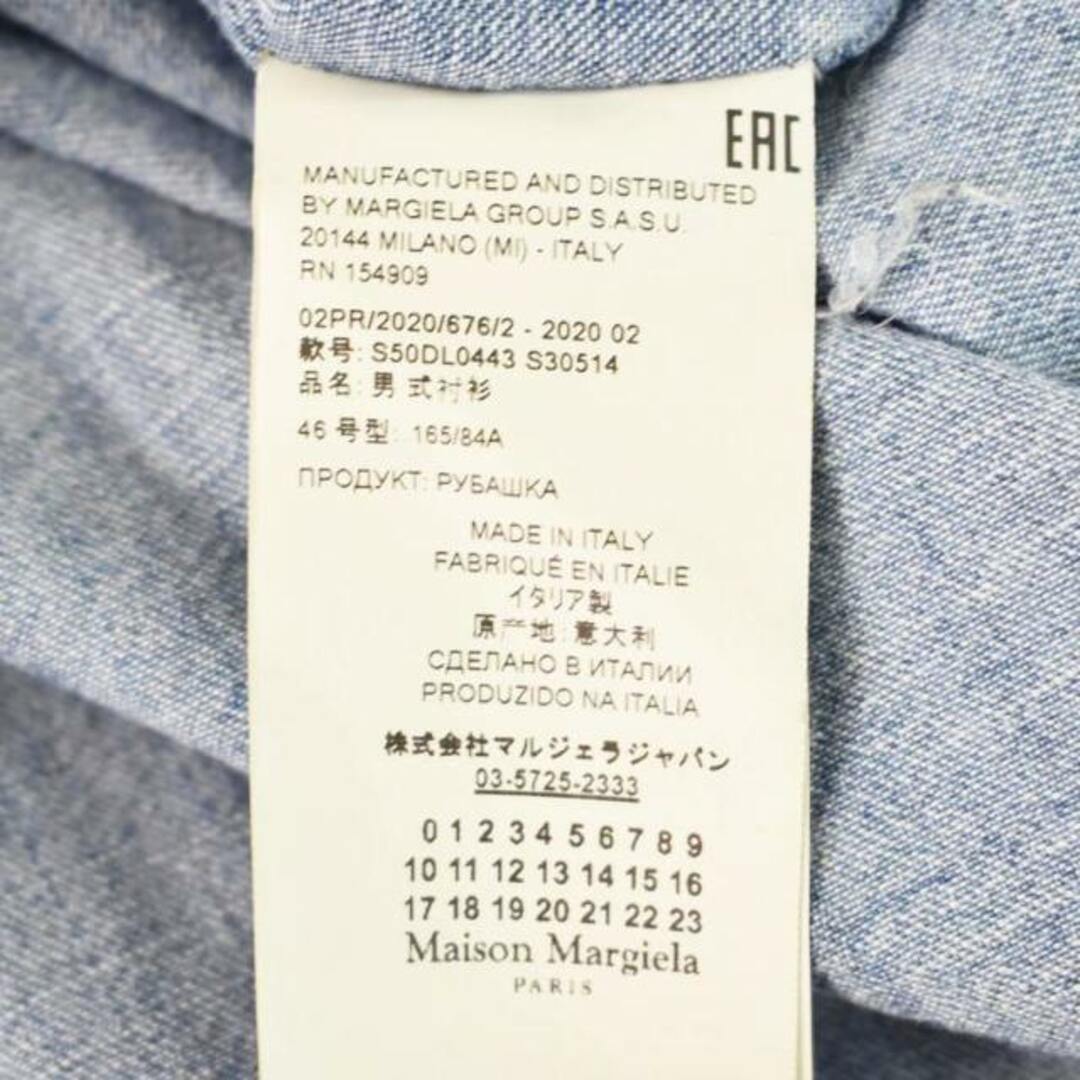 EAC
MANUFACTURED AND DISTRIBUTED
BY MARGIELA GROUP S.A.S.U.
20144 MILANO (MI) - ITALY
RN 154909
02PR/2020/676/2 - 2020 02
款号: S50DL0443 S30514
品名: 男式衬衫
46 号型: 165/84A
ПРОДУКТ: РУБАШКА
MADE IN ITALY
FABRIQUÉ EN ITALIE
イタリア製
原产地:意大利
СДЕЛАНО В ИТАЛИИ
PRODUZIDO NA ITALIA
株式会社マルジェラジャパン
03-5725-2333
0 1 2 3 4 5 6 7 8 9
10 11 12 13 14 15 16
17 18 19 20 21 22 23
Maison Margiela
PARIS